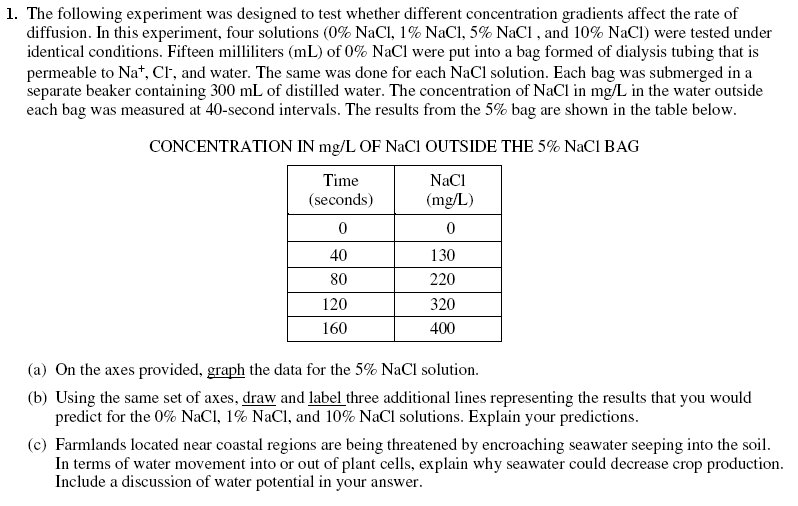 1. The following experiment was designed to test whether different concentration gradients affect the rate of
diffusion. In this experiment, four solutions (0% NaCl, 1% NaCl, 5% NaCl , and 10% NaCl) were tested under
identical conditions. Fifteen milliliters (mL) of 0% NaCl were put into a bag formed of dialysis tubing that is
permeable to Na⁺, Cl⁻, and water. The same was done for each NaCl solution. Each bag was submerged in a
separate beaker containing 300 mL of distilled water. The concentration of NaCl in mg/L in the water outside
each bag was measured at 40-second intervals. The results from the 5% bag are shown in the table below.
CONCENTRATION IN mg/L OF NaCl OUTSIDE THE 5% NaCl BAG
Time NaCl
(seconds) (mg/L)
0 0
40 130
80 220
120 320
160 400
(a) On the axes provided, graph the data for the 5% NaCl solution.
(b) Using the same set of axes, draw and label three additional lines representing the results that you would
predict for the 0% NaCl, 1% NaCl, and 10% NaCl solutions. Explain your predictions.
(c) Farmlands located near coastal regions are being threatened by encroaching seawater seeping into the soil.
In terms of water movement into or out of plant cells, explain why seawater could decrease crop production.
Include a discussion of water potential in your answer.